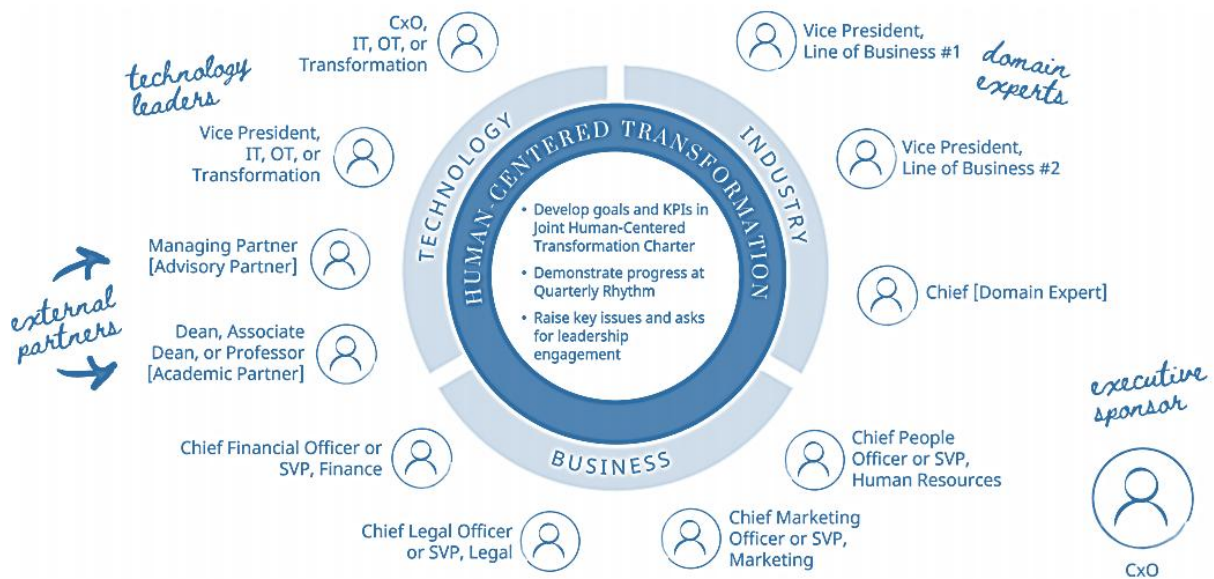 CxO,
IT, OT, or
Transformation
technology
leaders
Vice President,
IT, OT, or
Transformation
Managing Partner
[Advisory Partner]
external
partners
Dean, Associate
Dean, or Professor
[Academic Partner]
Chief Financial Officer or
SVP, Finance
Chief Legal Officer
or SVP, Legal
TECHNOLOGY
INDUSTRY
BUSINESS
HUMAN-CENTERED TRANSFORMATION
• Develop goals and KPIs in
Joint Human-Centered
Transformation Charter
• Demonstrate progress at
Quarterly Rhythm
• Raise key issues and asks
for leadership
engagement
Vice President,
Line of Business #1
domain
experts
Vice President,
Line of Business #2
Chief [Domain Expert]
Chief People
Officer or SVP,
Human Resources
Chief Marketing
Officer or SVP,
Marketing
executive
sponsor
CxO